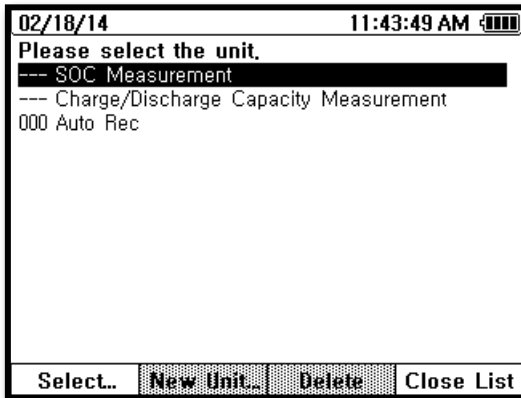 02/18/14 11:43:49 AM
Please select the unit.
--- SOC Measurement
--- Charge/Discharge Capacity Measurement
000 Auto Rec
Select... New Unit... Delete Close List